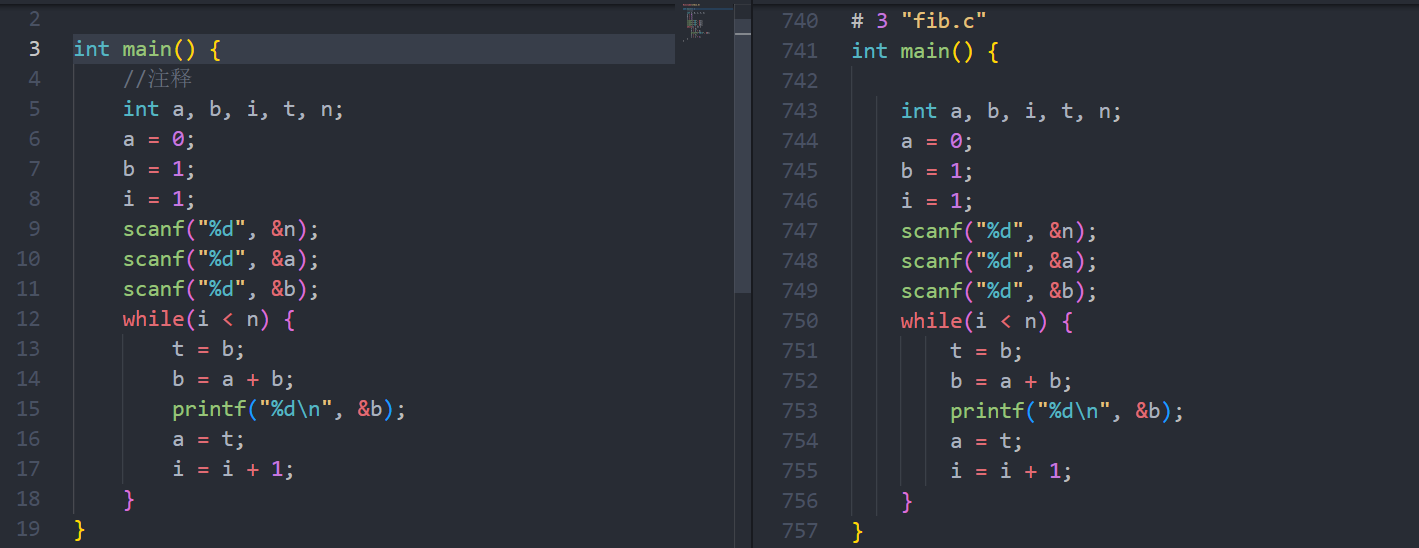 2
3 int main() {
4 //注释
5 int a, b, i, t, n;
6 a = 0;
7 b = 1;
8 i = 1;
9 scanf("%d", &n);
10 scanf("%d", &a);
11 scanf("%d", &b);
12 while(i < n) {
13 t = b;
14 b = a + b;
15 printf("%d\n", &b);
16 a = t;
17 i = i + 1;
18 }
19 }
740 # 3 "fib.c"
741 int main() {
742
743 int a, b, i, t, n;
744 a = 0;
745 b = 1;
746 i = 1;
747 scanf("%d", &n);
748 scanf("%d", &a);
749 scanf("%d", &b);
750 while(i < n) {
751 t = b;
752 b = a + b;
753 printf("%d\n", &b);
754 a = t;
755 i = i + 1;
756 }
757 }